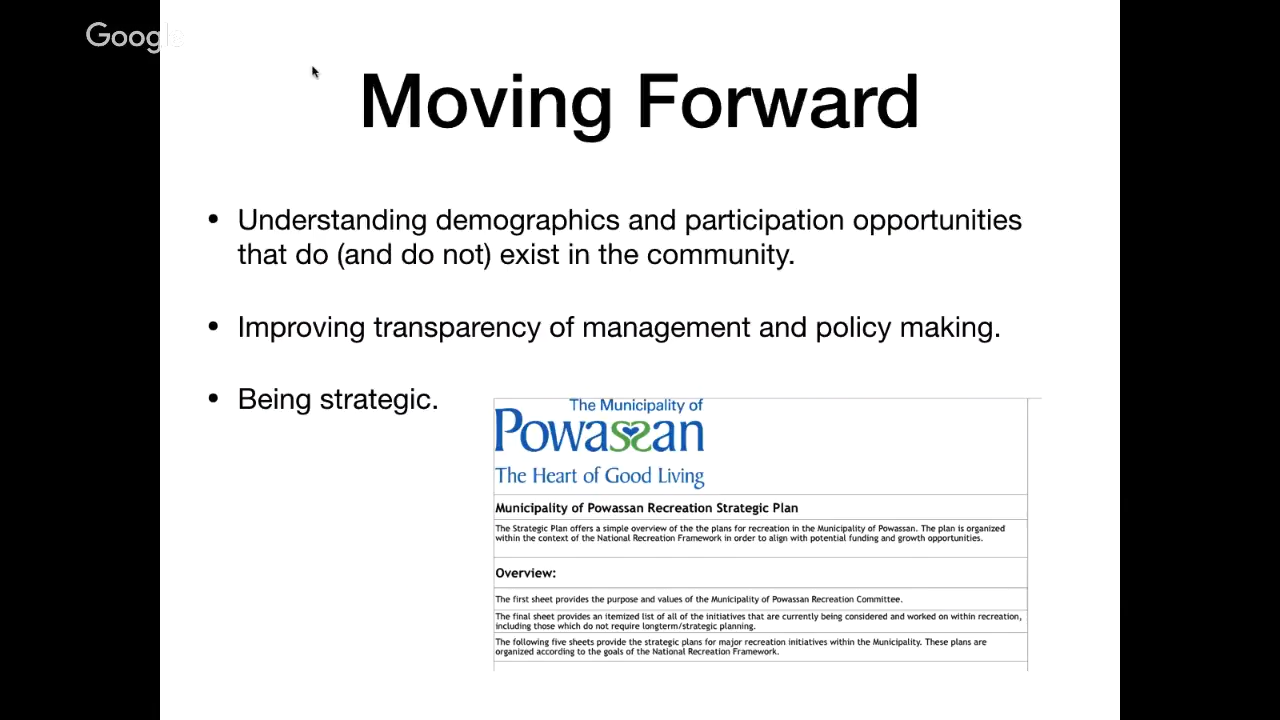 Google
Moving Forward
• Understanding demographics and participation opportunities
that do (and do not) exist in the community.
• Improving transparency of management and policy making.
• Being strategic.
The Municipality of
Powassan
The Heart of Good Living
Municipality of Powassan Recreation Strategic Plan
The Strategic Plan offers a simple overview of the the plans for recreation in the Municipality of Powassan. The plan is organized
within the context of the National Recreation Framework in order to align with potential funding and growth opportunities.
Overview:
The first sheet provides the purpose and values of the Municipality of Powassan Recreation Committee.
The final sheet provides an itemized list of all of the initiatives that are currently being considered and worked on within recreation,
including those which do not require longterm/strategic planning.
The following five sheets provide the strategic plans for major recreation initiatives within the Municipality. These plans are
organized according to the goals of the National Recreation Framework.